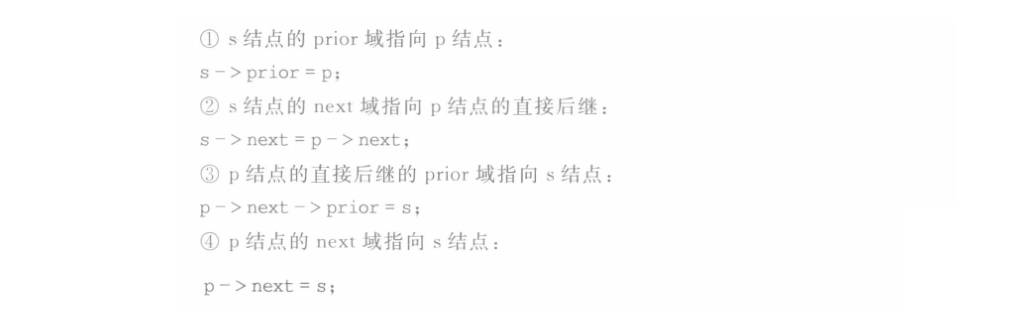 ① s 结点的 prior 域指向 p 结点：
s->prior = p;
② s 结点的 next 域指向 p 结点的直接后继：
s->next = p->next;
③ p 结点的直接后继的 prior 域指向 s 结点：
p->next->prior = s;
④ p 结点的 next 域指向 s 结点：
p->next = s;